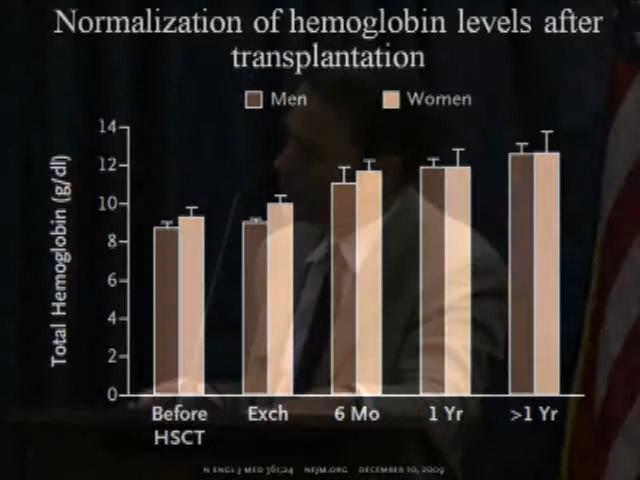 Normalization of hemoglobin levels after
transplantation
Men
Women
Total Hemoglobin (g/dl)
14
12
10
8
6
4
2
0
Before
HSCT
Exch
6 Mo
1 Yr
>1 Yr
N ENGL J MED 361;24 NEJM.ORG DECEMBER 10, 2009